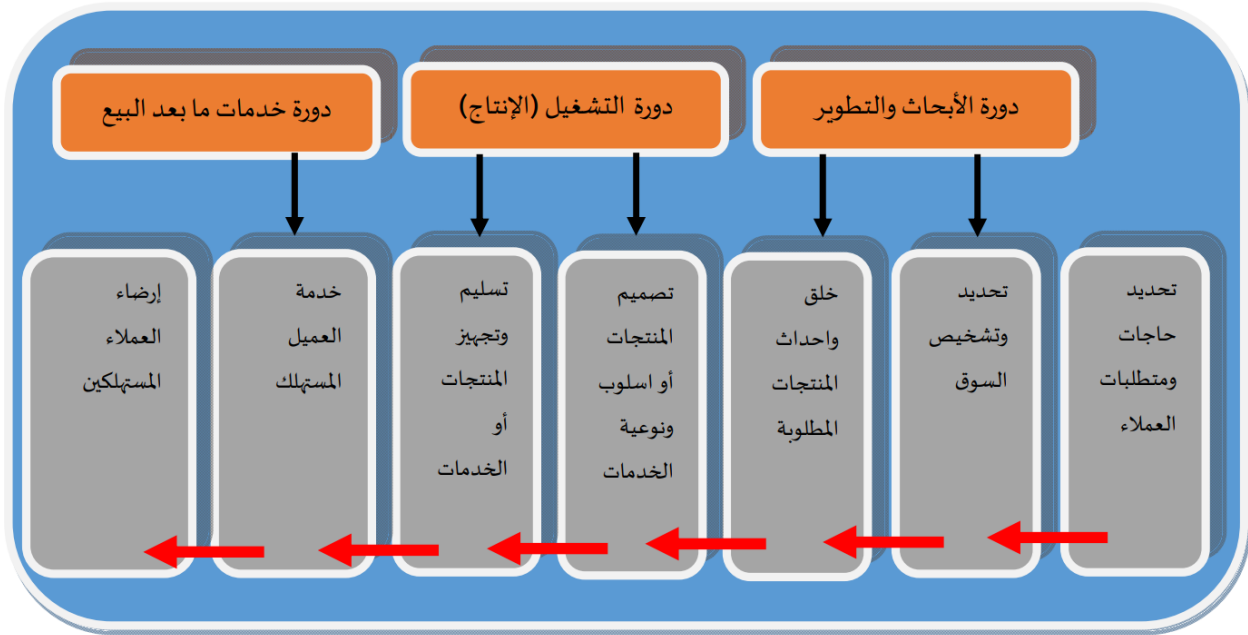 دورة الأبحاث والتطوير
دورة التشغيل (الإنتاج)
دورة خدمات ما بعد البيع
تحديد
حاجات
ومتطلبات
العملاء
تحديد
وتشخيص
السوق
خلق
واحداث
المنتجات
المطلوبة
تصميم
المنتجات
أو اسلوب
ونوعية
الخدمات
تسليم
وتجهيز
المنتجات
أو
الخدمات
خدمة
العميل
المستهلك
إرضاء
العملاء
المستهلكين